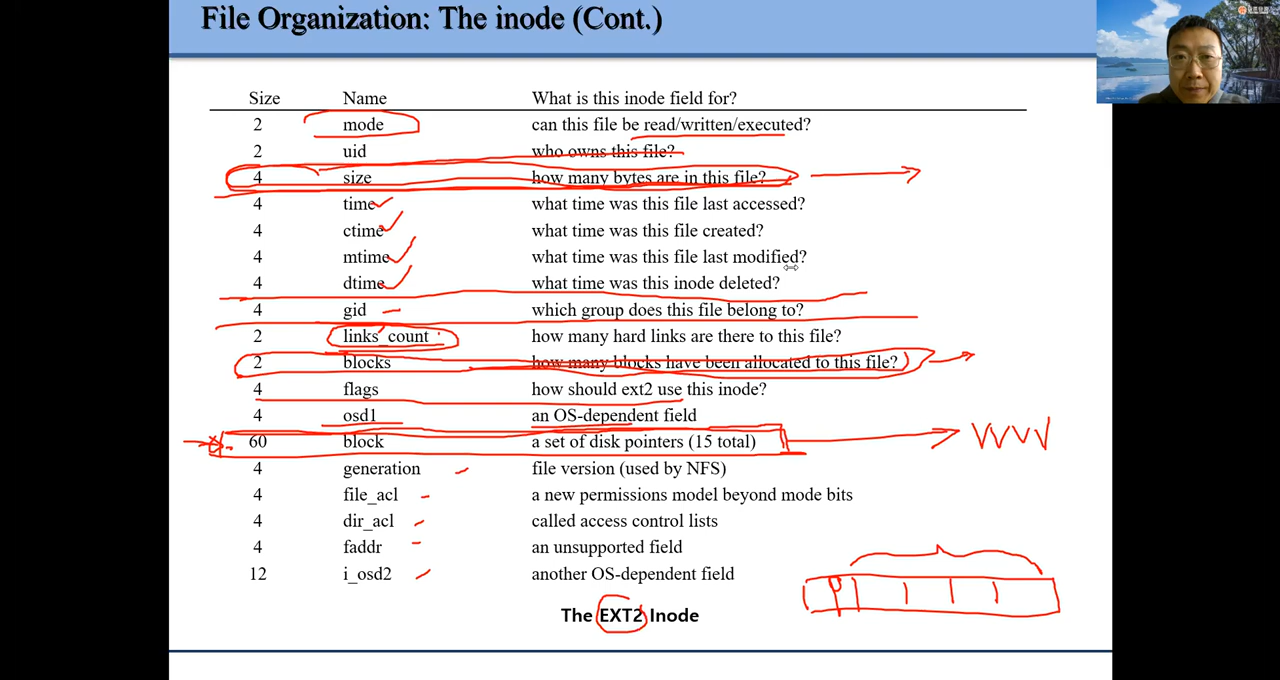 File Organization: The inode (Cont.)
Size Name What is this inode field for?
2 mode can this file be read/written/executed?
2 uid who owns this file?
4 size how many bytes are in this file?
4 time what time was this file last accessed?
4 ctime what time was this file created?
4 mtime what time was this file last modified?
4 dtime what time was this inode deleted?
4 gid which group does this file belong to?
2 links_count how many hard links are there to this file?
2 blocks how many blocks have been allocated to this file?
4 flags how should ext2 use this inode?
4 osd1 an OS-dependent field
60 block a set of disk pointers (15 total)
4 generation file version (used by NFS)
4 file_acl a new permissions model beyond mode bits
4 dir_acl called access control lists
4 faddr an unsupported field
12 i_osd2 another OS-dependent field
The EXT2 Inode